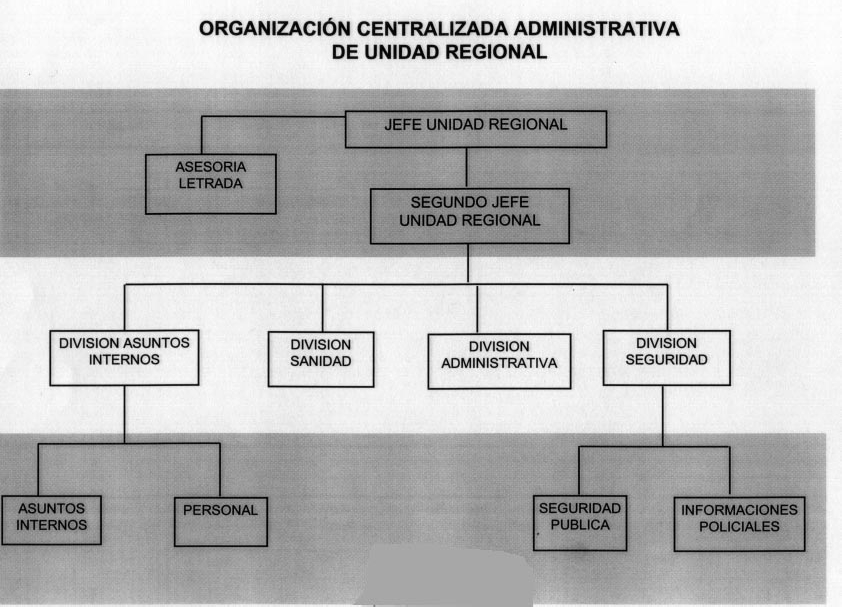 ORGANIZACIÓN CENTRALIZADA ADMINISTRATIVA
DE UNIDAD REGIONAL
JEFE UNIDAD REGIONAL
ASESORIA
LETRADA
SEGUNDO JEFE
UNIDAD REGIONAL
DIVISION ASUNTOS
INTERNOS
DIVISION
SANIDAD
DIVISION
ADMINISTRATIVA
DIVISION
SEGURIDAD
ASUNTOS
INTERNOS
PERSONAL
SEGURIDAD
PUBLICA
INFORMACIONES
POLICIALES